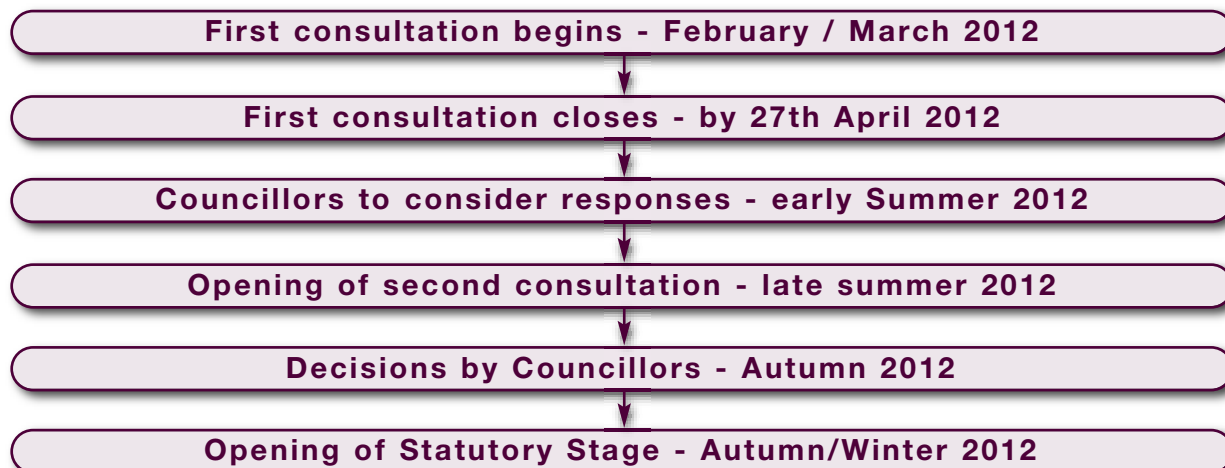 First consultation begins - February / March 2012
First consultation closes - by 27th April 2012
Councillors to consider responses - early Summer 2012
Opening of second consultation - late summer 2012
Decisions by Councillors - Autumn 2012
Opening of Statutory Stage - Autumn/Winter 2012